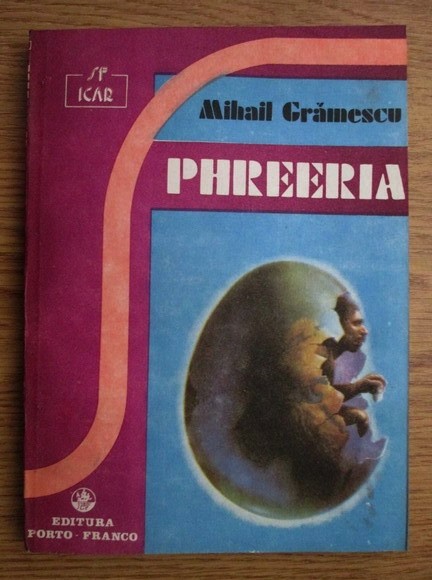 SF
ICAR
Mihail Grămescu
PHREERIA
EDITURA
PORTO-FRANCO